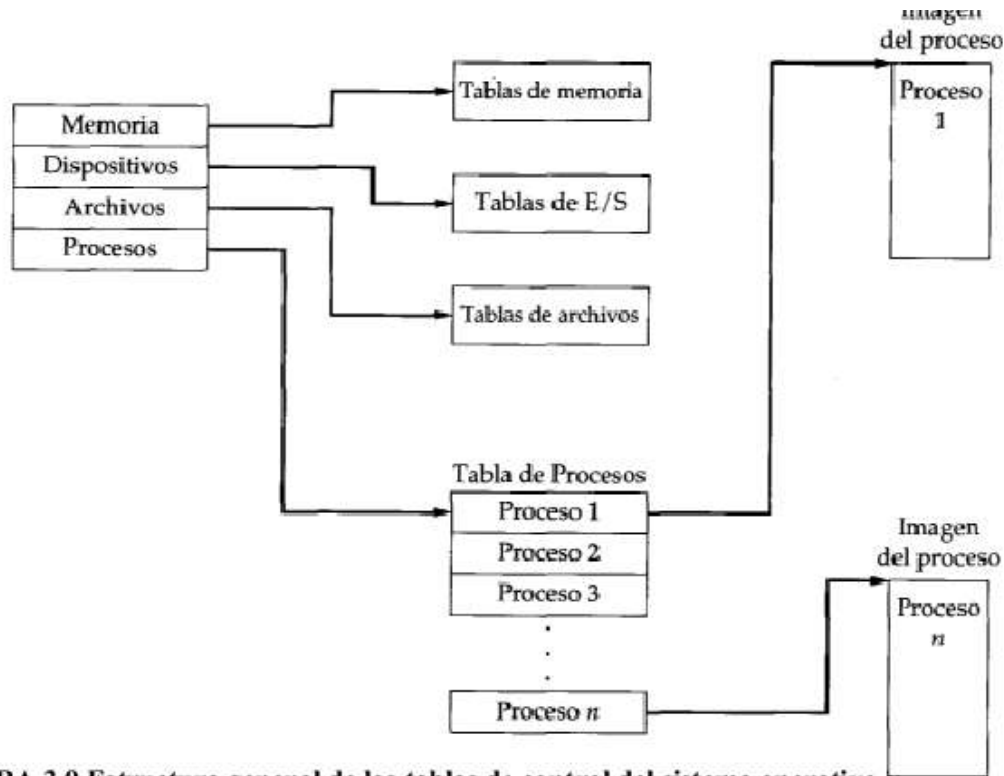 Imagen
del proceso
Proceso
1
Memoria
Dispositivos
Archivos
Procesos
Tablas de memoria
Tablas de E/S
Tablas de archivos
Tabla de Procesos
Proceso 1
Proceso 2
Proceso 3
.
.
.
Proceso n
Imagen
del proceso
Proceso
n
RA 3.9 Estructura general de las tablas de control del sistema operativo